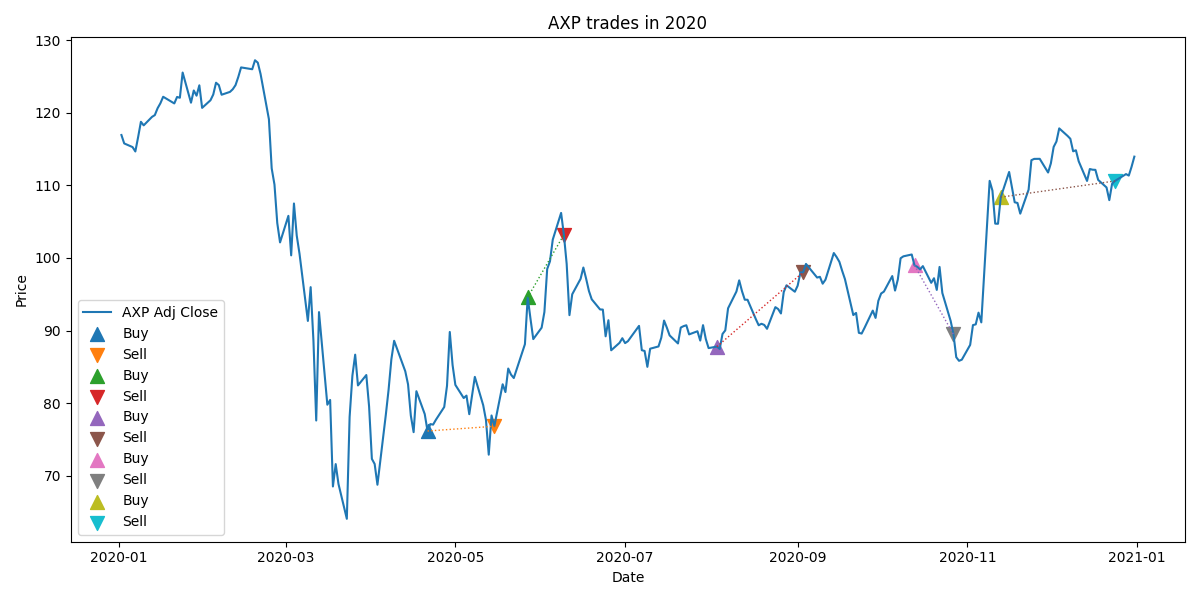 AXP trades in 2020
130
120
110
100
90
80
70
Price
AXP Adj Close
Buy
Sell
Buy
Sell
Buy
Sell
Buy
Sell
Buy
Sell
2020-01
2020-03
2020-05
2020-07
2020-09
2020-11
2021-01
Date